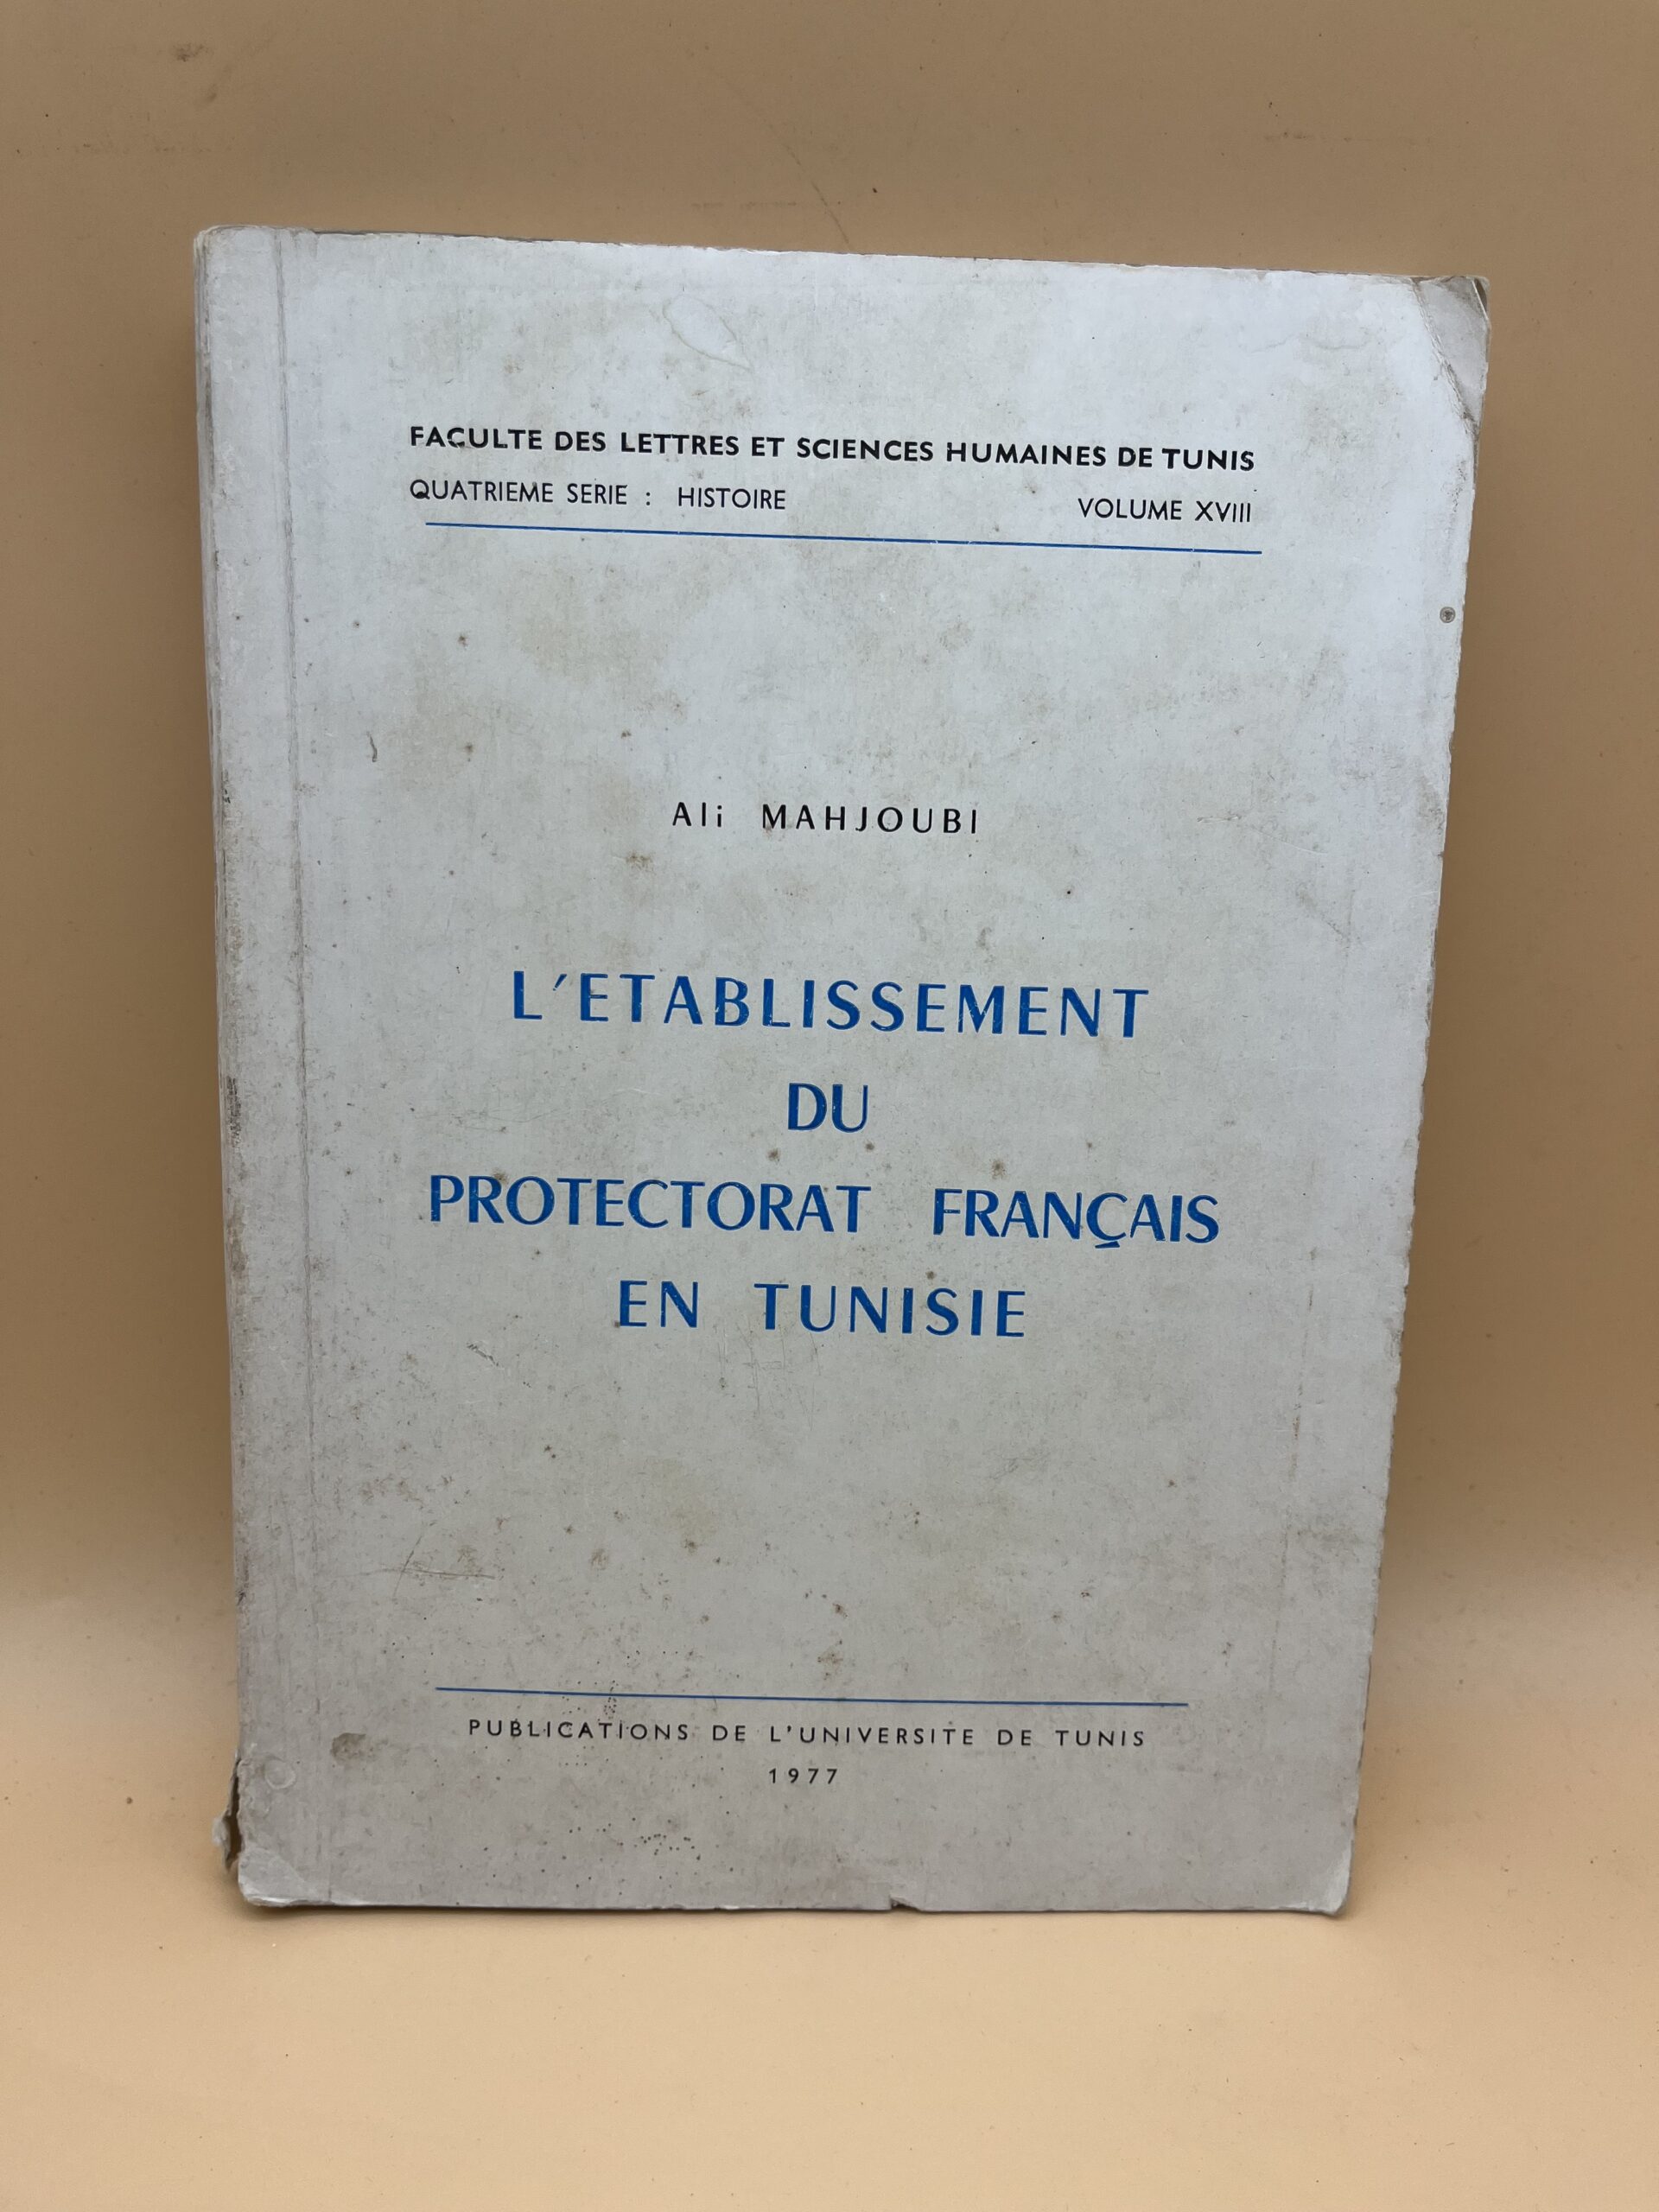 FACULTE DES LETTRES ET SCIENCES HUMAINES DE TUNIS
QUATRIEME SERIE : HISTOIRE VOLUME XVIII
Ali MAHJOUBI
L'ETABLISSEMENT
DU
PROTECTORAT FRANÇAIS
EN TUNISIE
PUBLICATIONS DE L'UNIVERSITE DE TUNIS
1977